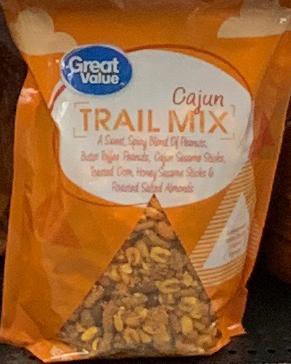 Great
Value
Cajun
TRAIL MIX
A Sweet, Spicy Blend Of Peanuts,
Butter Toffee Peanuts, Cajun Sesame Sticks,
Toasted Corn, Honey Sesame Sticks &
Roasted Salted Almonds